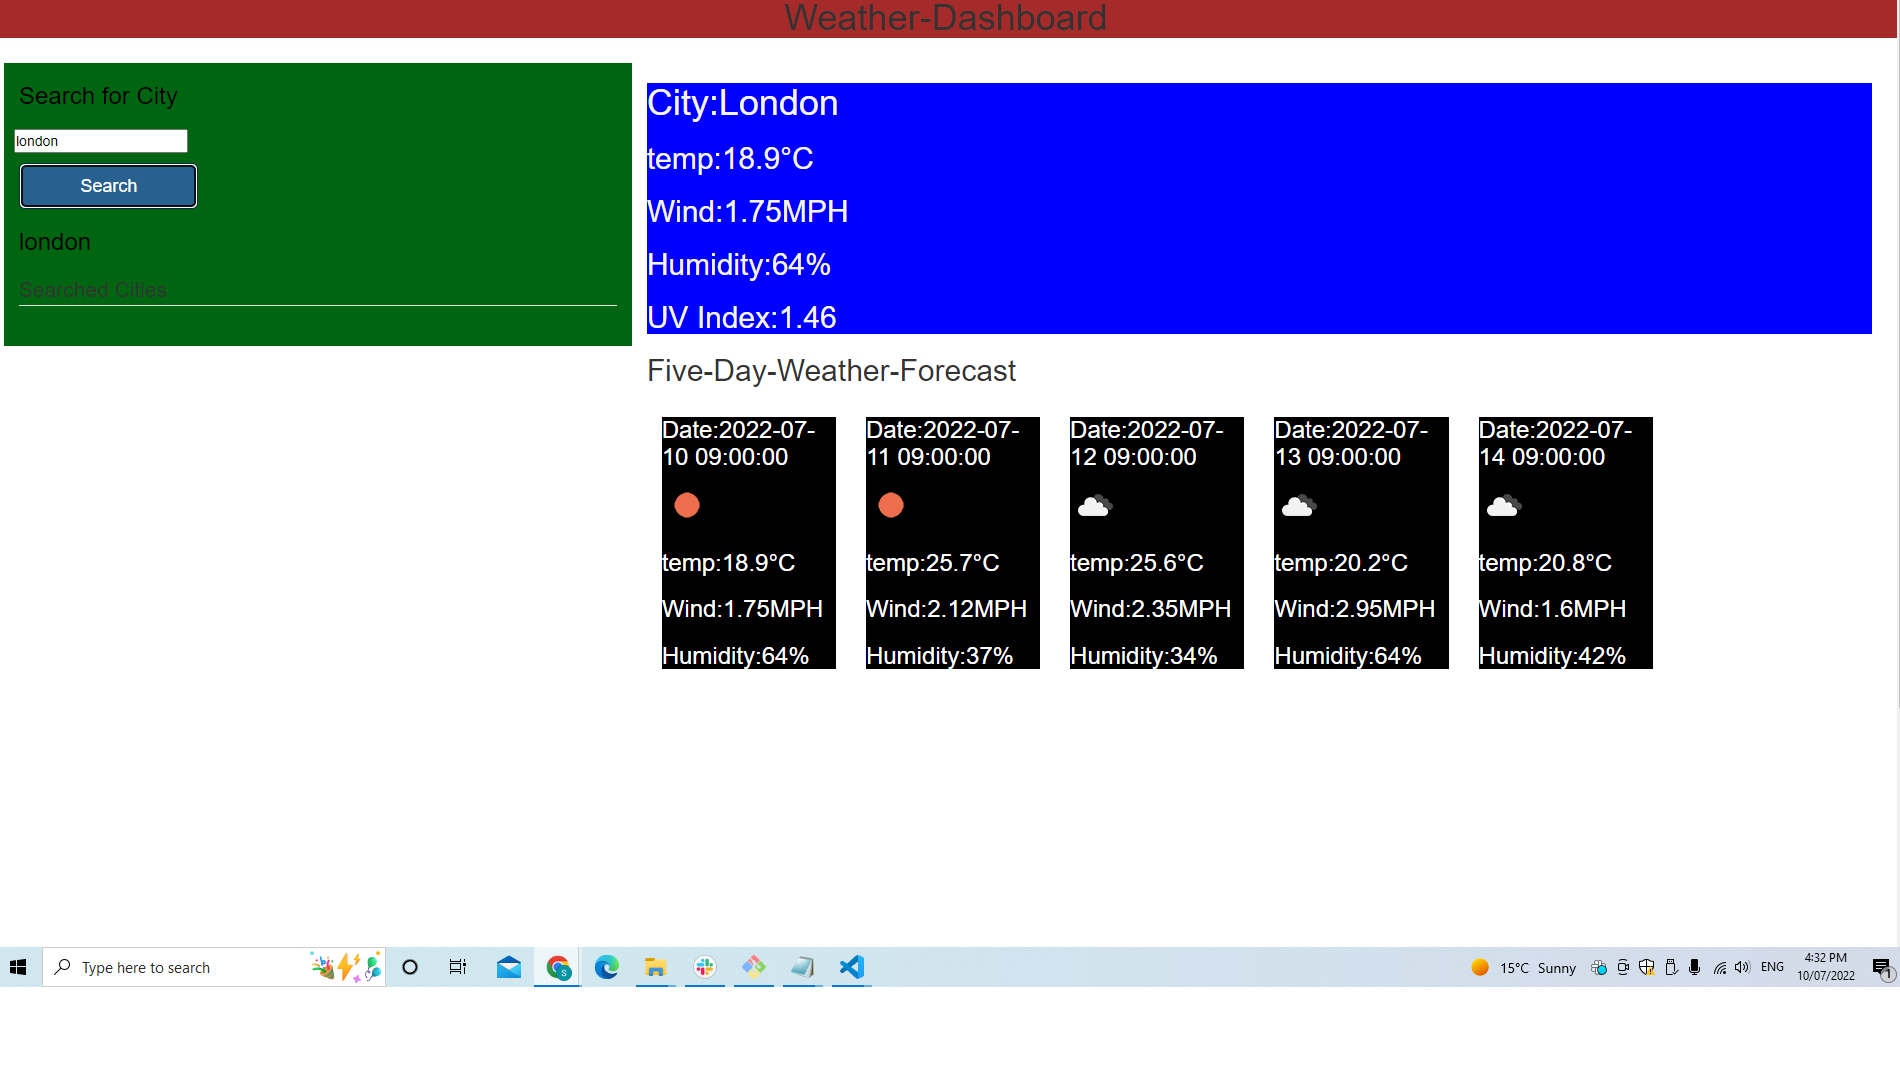 Weather-Dashboard
Search for City
london
Search
london
Searched Cities
City:London
temp:18.9°C
Wind:1.75MPH
Humidity:64%
UV Index:1.46
Five-Day-Weather-Forecast
Date:2022-07-
10 09:00:00
temp:18.9°C
Wind:1.75MPH
Humidity:64%
Date:2022-07-
11 09:00:00
temp:25.7°C
Wind:2.12MPH
Humidity:37%
Date:2022-07-
12 09:00:00
temp:25.6°C
Wind:2.35MPH
Humidity:34%
Date:2022-07-
13 09:00:00
temp:20.2°C
Wind:2.95MPH
Humidity:64%
Date:2022-07-
14 09:00:00
temp:20.8°C
Wind:1.6MPH
Humidity:42%
Type here to search
S
15°C Sunny
ENG
4:32 PM
10/07/2022
1